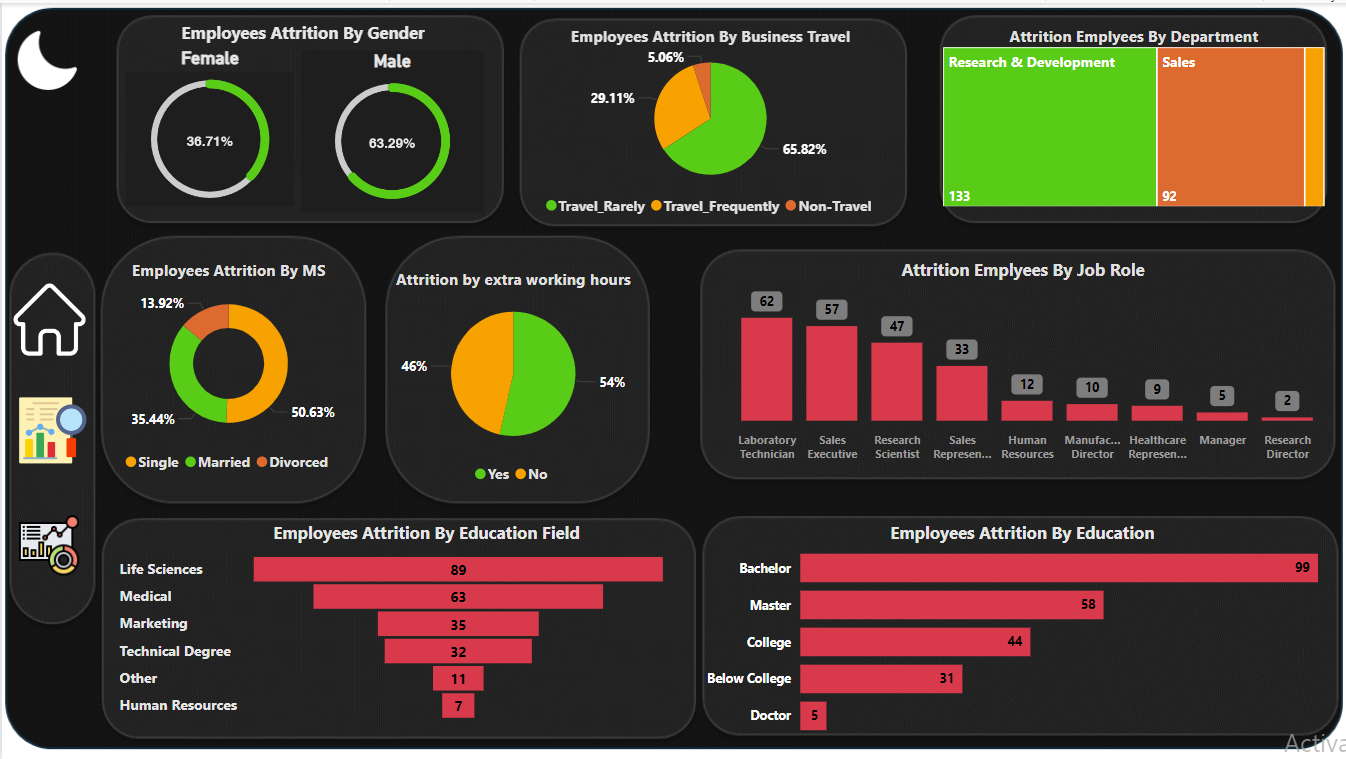 Employees Attrition By Gender
Female
Male
36.71%
63.29%
Employees Attrition By Business Travel
5.06%
29.11%
65.82%
Travel_Rarely Travel_Frequently Non-Travel
Attrition Emplyees By Department
Research & Development
Sales
133
92
Employees Attrition By MS
13.92%
35.44%
50.63%
Single Married Divorced
Attrition by extra working hours
46%
54%
Yes No
Attrition Emplyees By Job Role
62
57
47
33
12
10
9
5
2
Laboratory Technician
Sales Executive
Research Scientist
Sales Represen...
Human Resources
Manufac... Director
Healthcare Represen...
Manager
Research Director
Employees Attrition By Education Field
Life Sciences 89
Medical 63
Marketing 35
Technical Degree 32
Other 11
Human Resources 7
Employees Attrition By Education
Bachelor 99
Master 58
College 44
Below College 31
Doctor 5
Activa